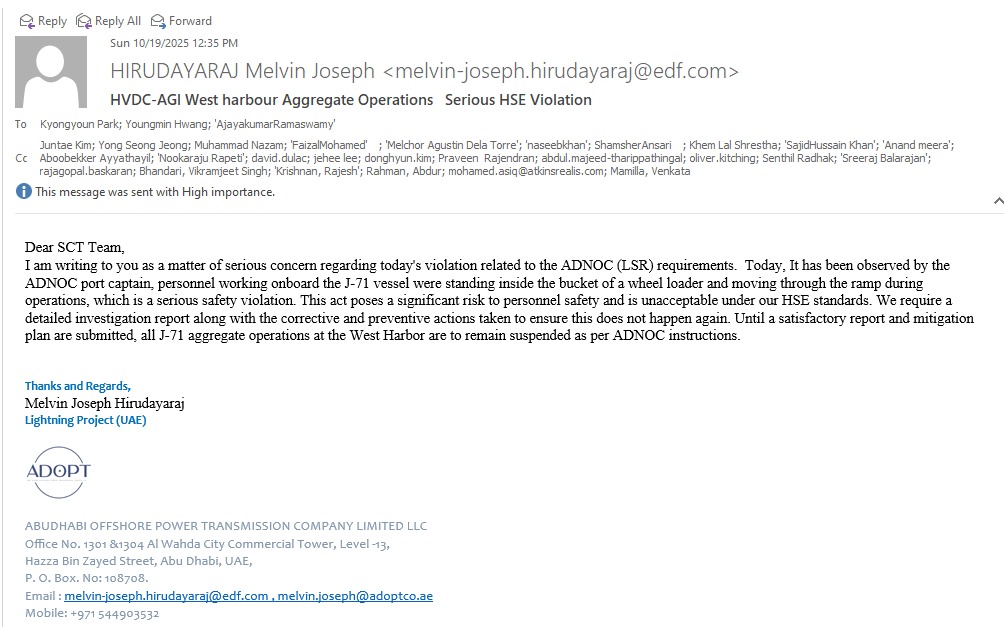 Reply Reply All Forward
Sun 10/19/2025 12:35 PM
HIRUDAYARAJ Melvin Joseph <melvin-joseph.hirudayaraj@edf.com>
HVDC-AGI West harbour Aggregate Operations Serious HSE Violation
To Kyongyoun Park; Youngmin Hwang; 'AjayakumarRamaswamy'
Juntae Kim; Yong Seong Jeong; Muhammad Nazam; 'FaizalMohamed' ; 'Melchor Agustin Dela Torre'; 'naseebkhan'; ShamsherAnsari ; Khem Lal Shrestha; 'SajidHussain Khan'; 'Anand meera';
Cc Aboobekker Ayyathayil; 'Nookaraju Rapeti'; david.dulac; jehee lee; donghyun.kim; Praveen Rajendran; abdul.majeed-tharippathingal; oliver.kitching; Senthil Radhak; 'Sreeraj Balarajan';
rajagopal.baskaran; Bhandari, Vikramjeet Singh; 'Krishnan, Rajesh'; Rahman, Abdur; mohamed.asiq@atkinsrealis.com; Mamilla, Venkata
This message was sent with High importance.
Dear SCT Team,
I am writing to you as a matter of serious concern regarding today's violation related to the ADNOC (LSR) requirements. Today, It has been observed by the
ADNOC port captain, personnel working onboard the J-71 vessel were standing inside the bucket of a wheel loader and moving through the ramp during
operations, which is a serious safety violation. This act poses a significant risk to personnel safety and is unacceptable under our HSE standards. We require a
detailed investigation report along with the corrective and preventive actions taken to ensure this does not happen again. Until a satisfactory report and mitigation
plan are submitted, all J-71 aggregate operations at the West Harbor are to remain suspended as per ADNOC instructions.
Thanks and Regards,
Melvin Joseph Hirudayaraj
Lightning Project (UAE)
ADOPT
ABUDHABI OFFSHORE POWER TRANSMISSION COMPANY LIMITED LLC
Office No. 1301 &1304 Al Wahda City Commercial Tower, Level -13,
Hazza Bin Zayed Street, Abu Dhabi, UAE,
P. O. Box. No: 108708.
Email : melvin-joseph.hirudayaraj@edf.com , melvin.joseph@adoptco.ae
Mobile: +971 544903532